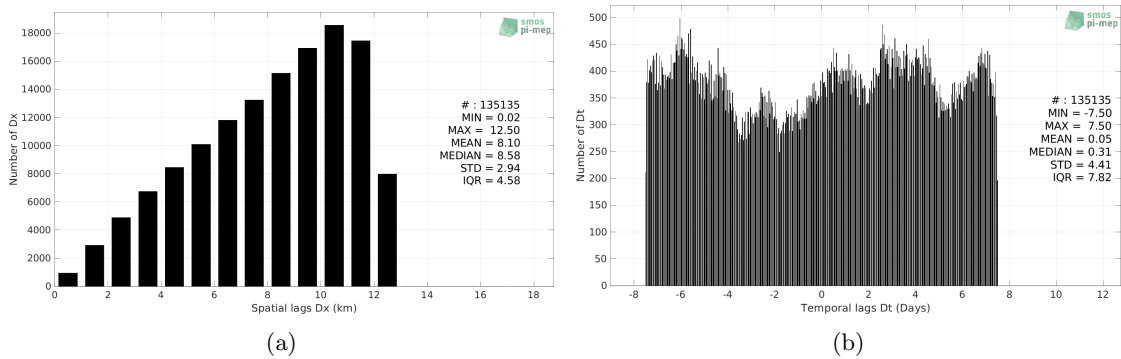 18000
16000
14000
12000
10000
8000
6000
4000
2000
0
Number of Dx
0 2 4 6 8 10 12 14 16 18
Spatial lags Dx (km)
smos
pi-mep
# : 135135
MIN = 0.02
MAX = 12.50
MEAN = 8.10
MEDIAN = 8.58
STD = 2.94
IQR = 4.58
(a)
500
450
400
350
300
250
200
150
100
50
0
Number of Dt
-8 -6 -4 -2 0 2 4 6 8 10 12
Temporal lags Dt (Days)
smos
pi-mep
# : 135135
MIN = -7.50
MAX = 7.50
MEAN = 0.05
MEDIAN = 0.31
STD = 4.41
IQR = 7.82
(b)